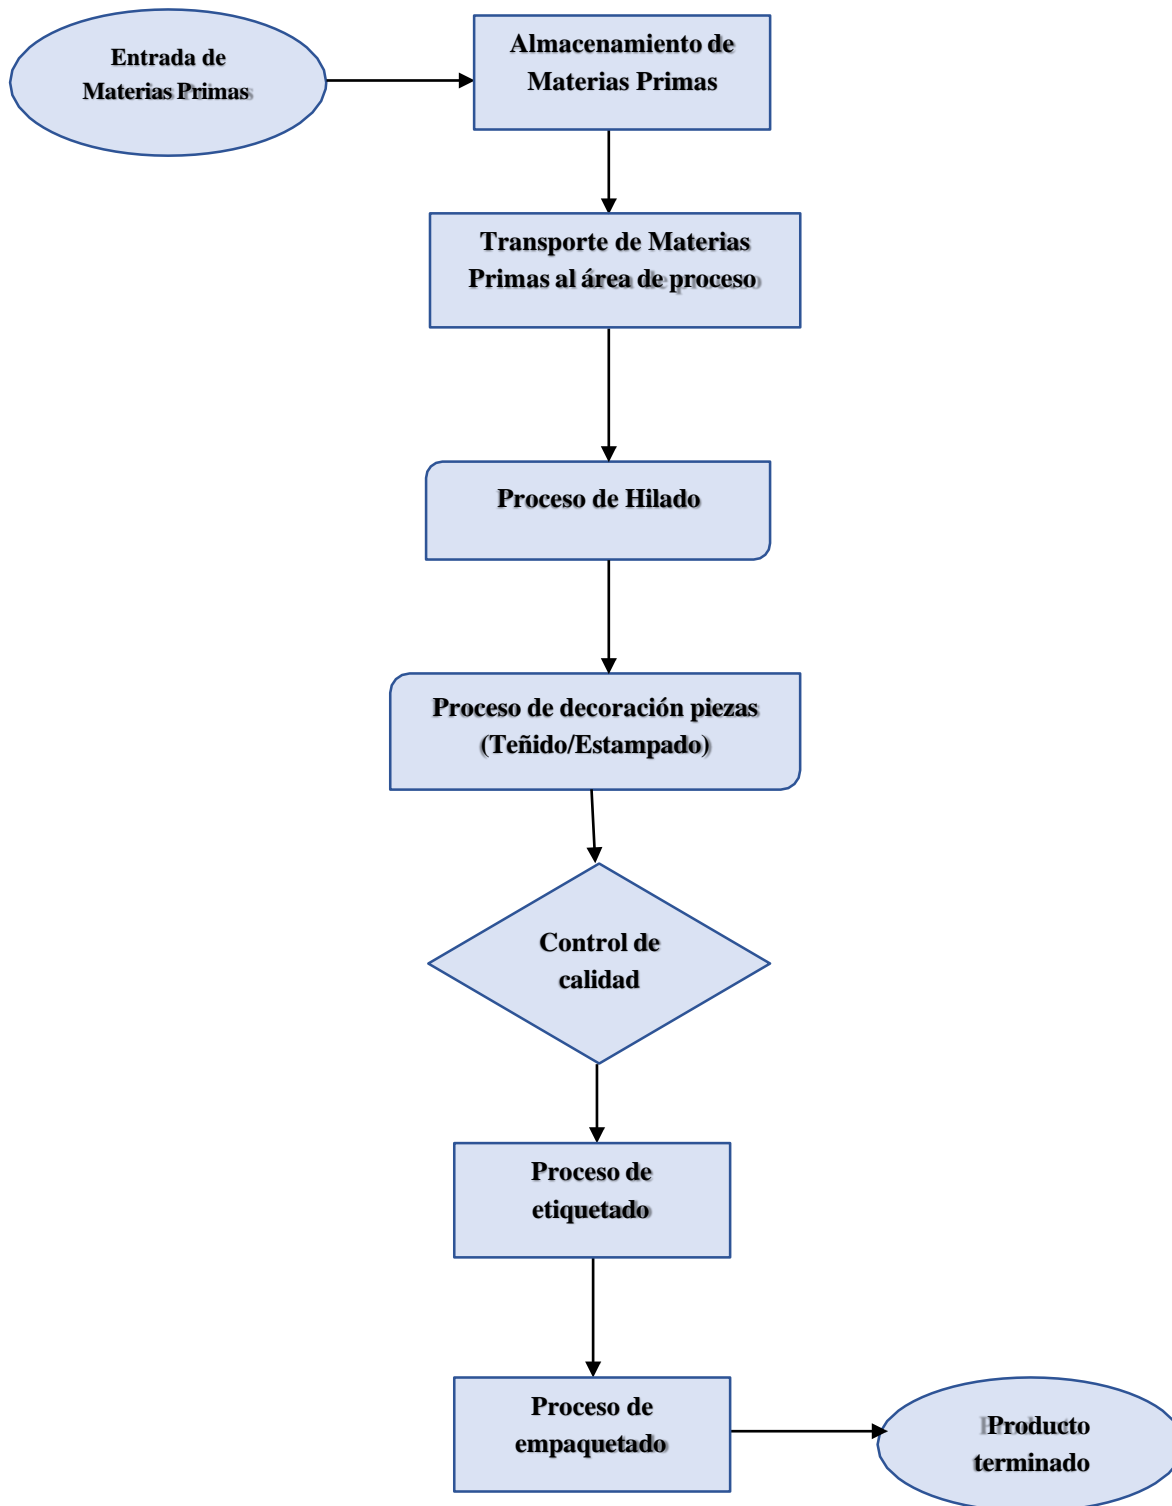 Entrada de
Materias Primas
Almacenamiento de
Materias Primas
Transporte de Materias
Primas al área de proceso
Proceso de Hilado
Proceso de decoración piezas
(Teñido/Estampado)
Control de
calidad
Proceso de
etiquetado
Proceso de
empaquetado
Producto
terminado